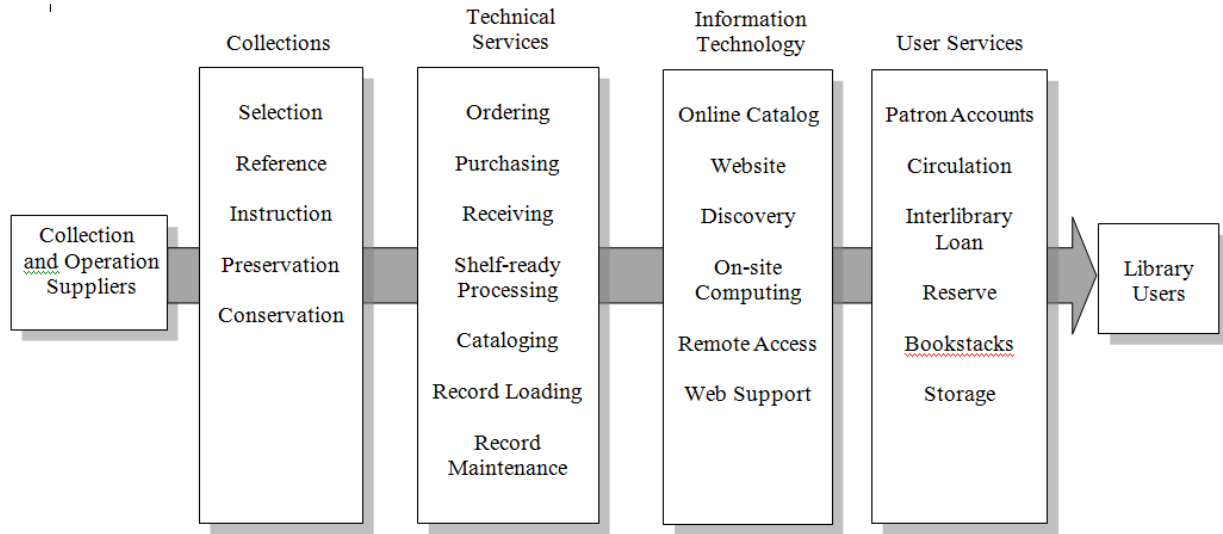 Collections
Technical
Services
Information
Technology
User Services
Collection
and Operation
Suppliers
Selection
Reference
Instruction
Preservation
Conservation
Ordering
Purchasing
Receiving
Shelf-ready
Processing
Cataloging
Record Loading
Record
Maintenance
Online Catalog
Website
Discovery
On-site
Computing
Remote Access
Web Support
Patron Accounts
Circulation
Interlibrary
Loan
Reserve
Bookstacks
Storage
Library
Users